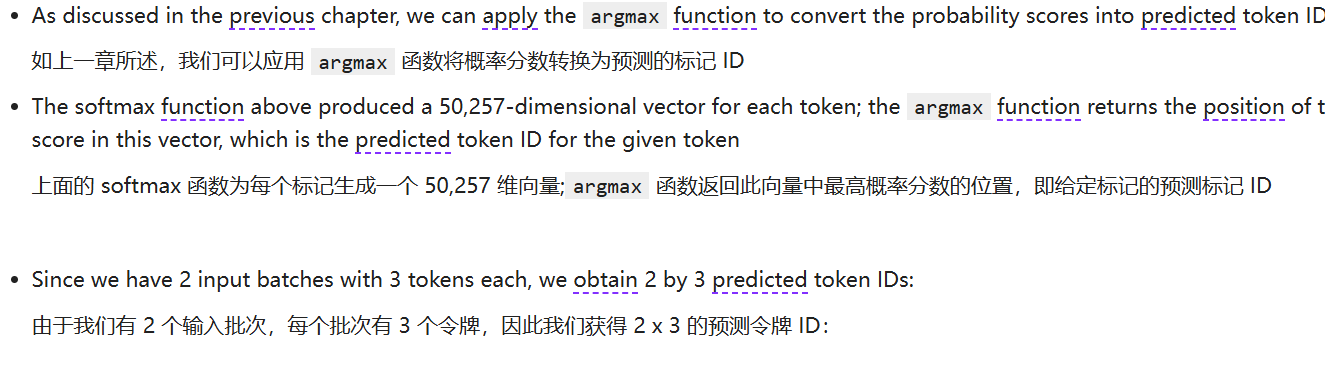 • As discussed in the previous chapter, we can apply the argmax function to convert the probability scores into predicted token ID
如上一章所述，我们可以应用 argmax 函数将概率分数转换为预测的标记 ID
• The softmax function above produced a 50,257-dimensional vector for each token; the argmax function returns the position of t
score in this vector, which is the predicted token ID for the given token
上面的 softmax 函数为每个标记生成一个 50,257 维向量;argmax 函数返回此向量中最高概率分数的位置，即给定标记的预测标记 ID
• Since we have 2 input batches with 3 tokens each, we obtain 2 by 3 predicted token IDs:
由于我们有 2 个输入批次，每个批次有 3 个令牌，因此我们获得 2 x 3 的预测令牌 ID：